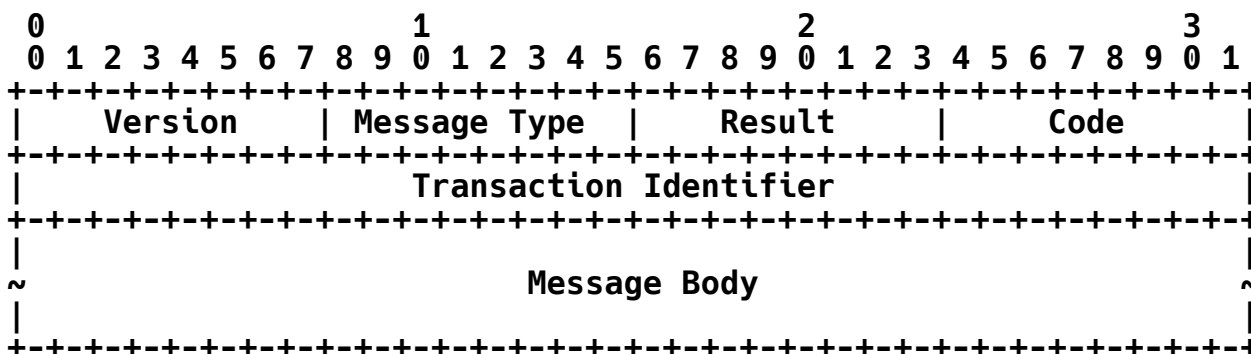 0                   1                   2                   3
 0 1 2 3 4 5 6 7 8 9 0 1 2 3 4 5 6 7 8 9 0 1 2 3 4 5 6 7 8 9 0 1
+-+-+-+-+-+-+-+-+-+-+-+-+-+-+-+-+-+-+-+-+-+-+-+-+-+-+-+-+-+-+-+-+
|    Version    | Message Type  |    Result     |     Code      |
+-+-+-+-+-+-+-+-+-+-+-+-+-+-+-+-+-+-+-+-+-+-+-+-+-+-+-+-+-+-+-+-+
|                    Transaction Identifier                     |
+-+-+-+-+-+-+-+-+-+-+-+-+-+-+-+-+-+-+-+-+-+-+-+-+-+-+-+-+-+-+-+-+
|                                                               |
~                          Message Body                         ~
|                                                               |
+-+-+-+-+-+-+-+-+-+-+-+-+-+-+-+-+-+-+-+-+-+-+-+-+-+-+-+-+-+-+-+-+